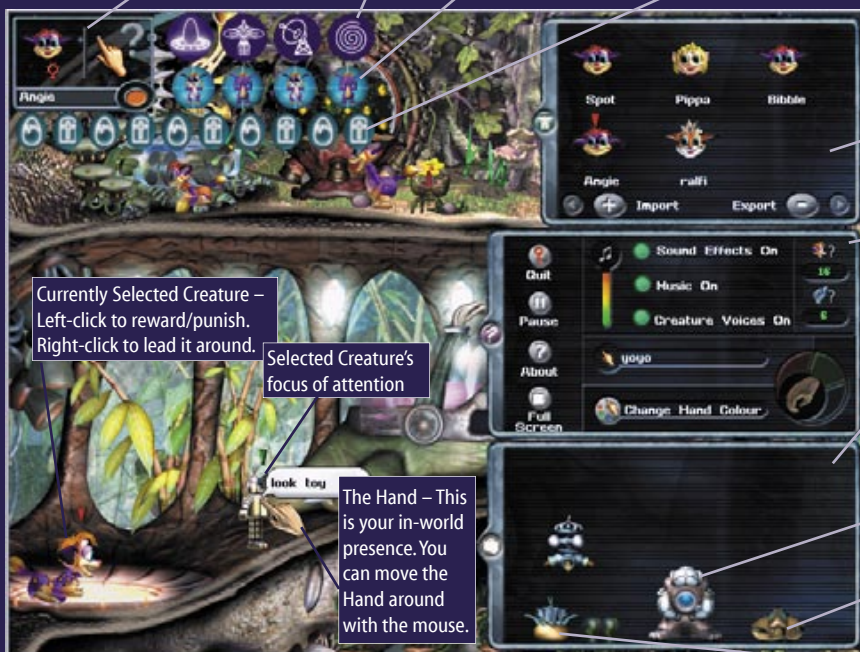 Angie
Spot Pippa Bibble
Angie ralfi
Import Export
Quit
Pause
About
Full
Screen
Sound Effects On
Music On
Creature Voices On
16
6
yoyo
Change Hand Colour
Currently Selected Creature –
Left-click to reward/punish.
Right-click to lead it around.
Selected Creature's
focus of attention
look toy
The Hand – This
is your in-world
presence. You
can move the
Hand around
with the mouse.